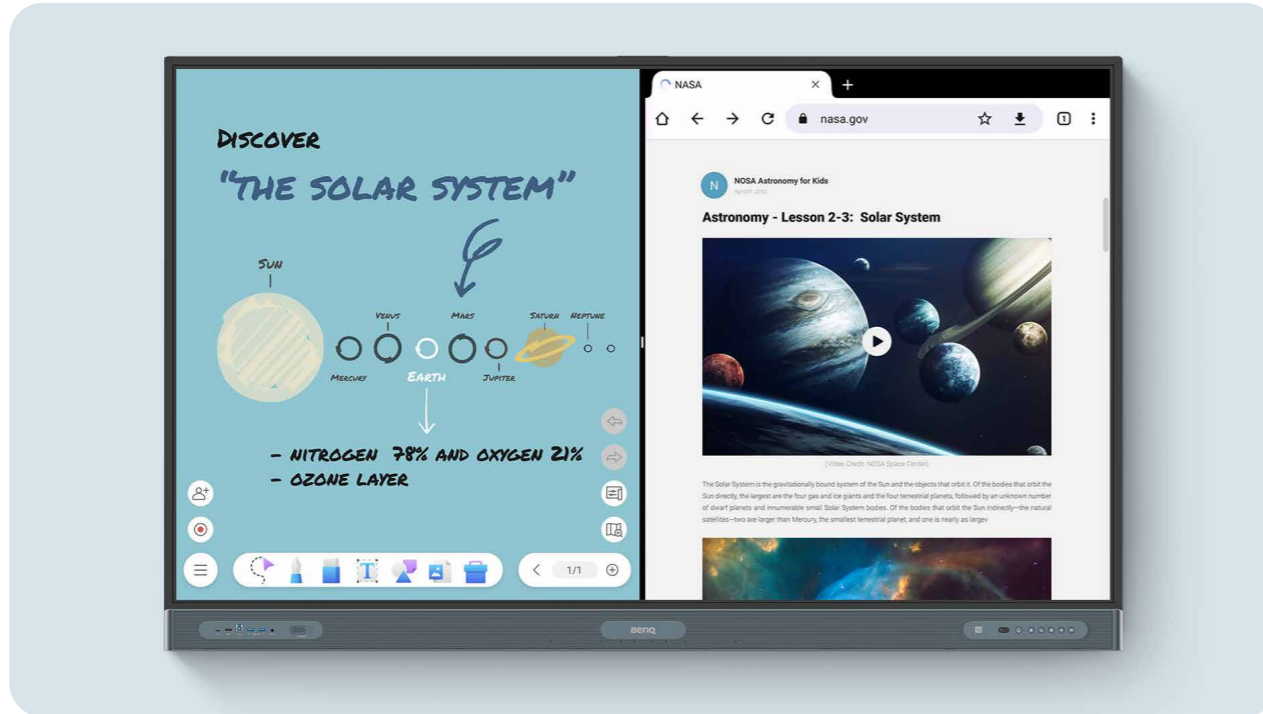 DISCOVER
"THE SOLAR SYSTEM"
SUN
VENUS
MARS
SATURN NEPTUNE
MERCURY
EARTH
JUPITER
- NITROGEN 78% AND OXYGEN 21%
- OZONE LAYER
T
1/1
NASA
nasa.gov
1
N
NOSA Astronomy for Kids
Astronomy - Lesson 2-3: Solar System
(Video Credit: NOSA Space Center)
The Solar System is the gravitationally bound system of the Sun and the objects that orbit it. Of the bodies that orbit the
Sun directly, the largest are the four gas and ice giants and the four terrestrial planets, followed by an unknown number
of dwarf planets and innumerable small Solar System bodies. Of the bodies that orbit the Sun indirectly—the natural
satellites—two are larger than Mercury, the smallest terrestrial planet, and one is nearly as largev
BenQ